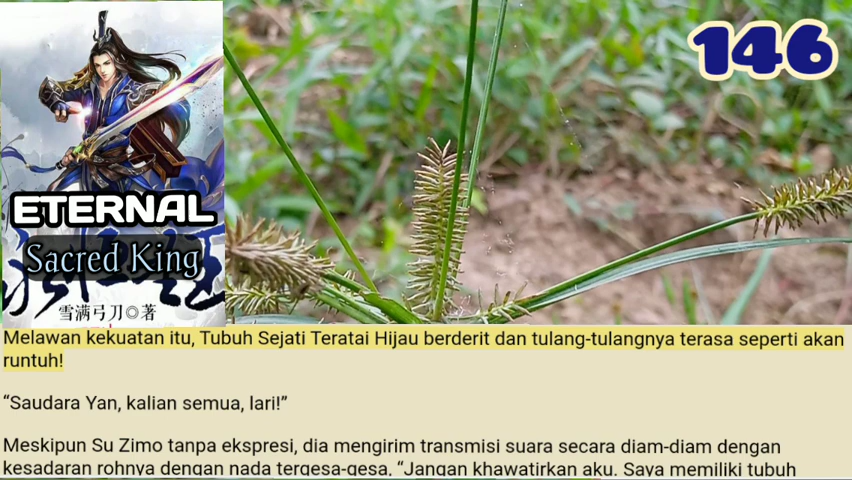 146
ETERNAL
Sacred King
雪满弓刀◎著
Melawan kekuatan itu, Tubuh Sejati Teratai Hijau berderit dan tulang-tulangnya terasa seperti akan
runtuh!
“Saudara Yan, kalian semua, lari!”
Meskipun Su Zimo tanpa ekspresi, dia mengirim transmisi suara secara diam-diam dengan
kesadaran rohnya dengan nada tergesa-gesa, “Jangan khawatirkan aku. Saya memiliki tubuh